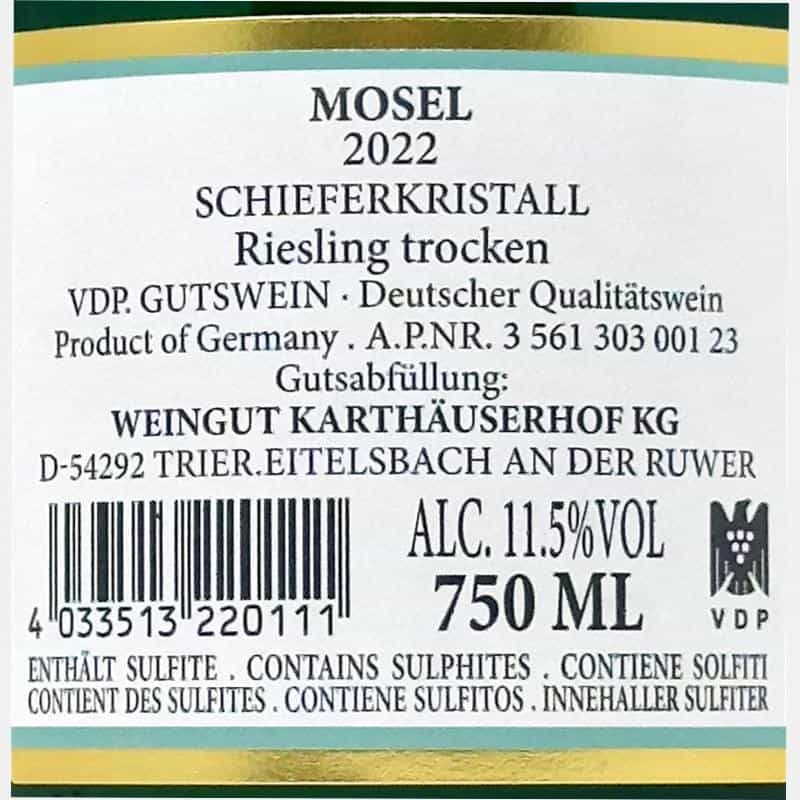 MOSEL
2022
SCHIEFERKRISTALL
Riesling trocken
VDP. GUTSWEIN · Deutscher Qualitätswein
Product of Germany . A.P.NR. 3 561 303 001 23
Gutsabfüllung:
WEINGUT KARTHÄUSERHOF KG
D-54292 TRIER.EITELSBACH AN DER RUWER
ALC. 11.5%VOL
750 ML
VDP
4 033513 220111
ENTHÄLT SULFITE . CONTAINS SULPHITES . CONTIENE SOLFITI
CONTIENT DES SULFITES . CONTIENE SULFITOS . INNEHALLER SULFITER